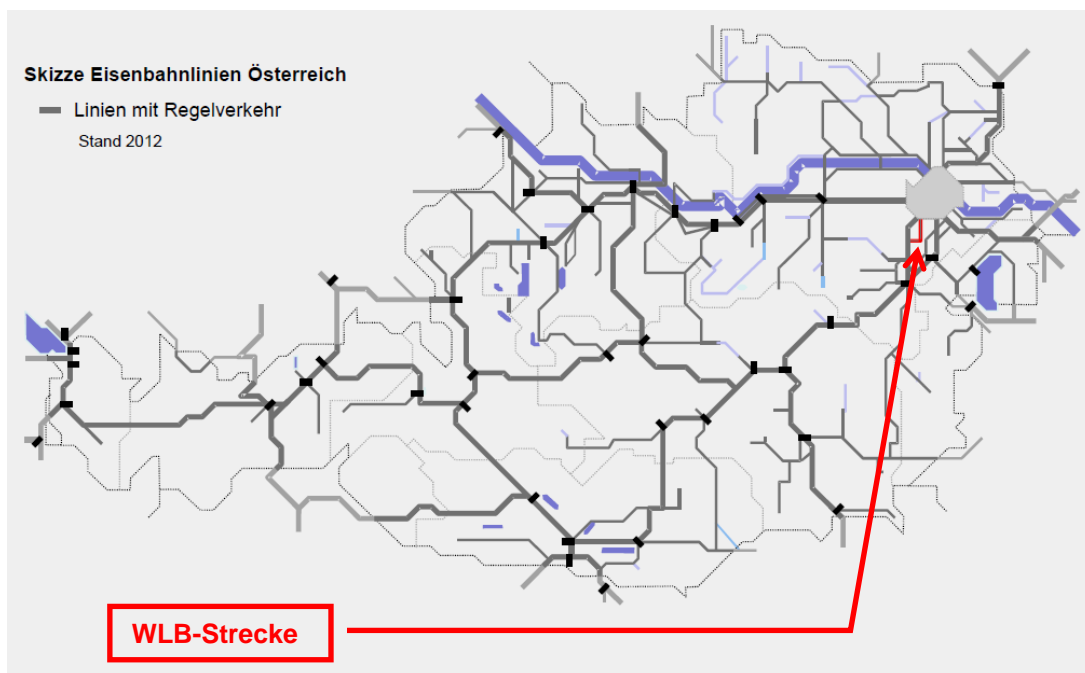 Skizze Eisenbahnlinien Österreich
Linien mit Regelverkehr
Stand 2012
WLB-Strecke